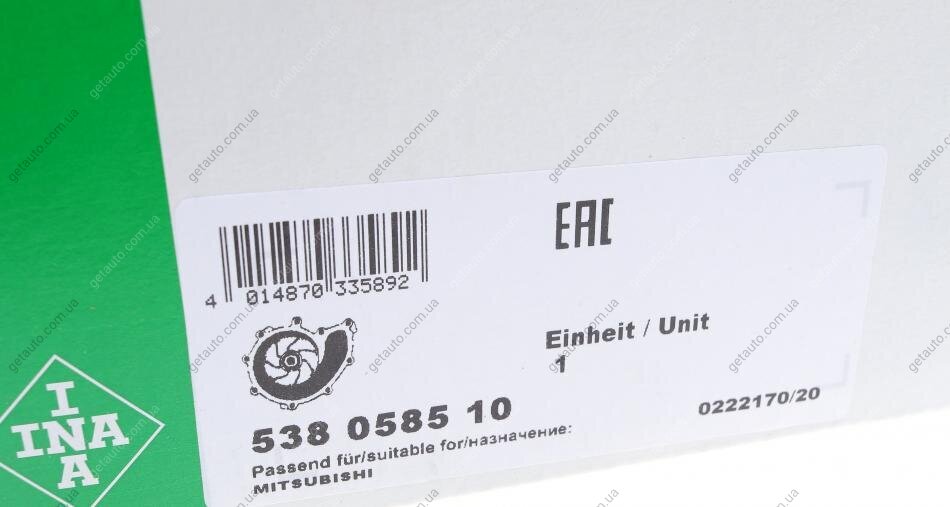 EAC
4 014870 335892
Einheit / Unit
1
538 0585 10
0222170/20
Passend für/suitable for/назначение:
MITSUBISHI
INA
INA
getauto.com.ua